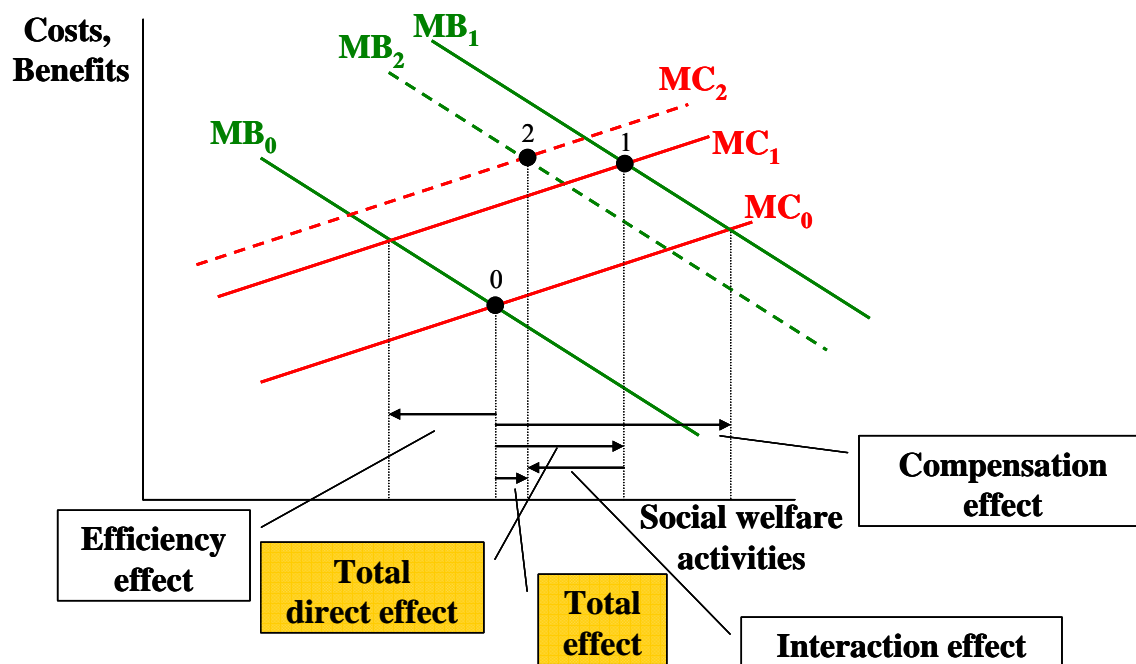 Costs,
Benefits
MB₁
MB₂
MC₂
MB₀
2
1
MC₁
MC₀
0
Compensation
effect
Social welfare
activities
Efficiency
effect
Total
direct effect
Total
effect
Interaction effect